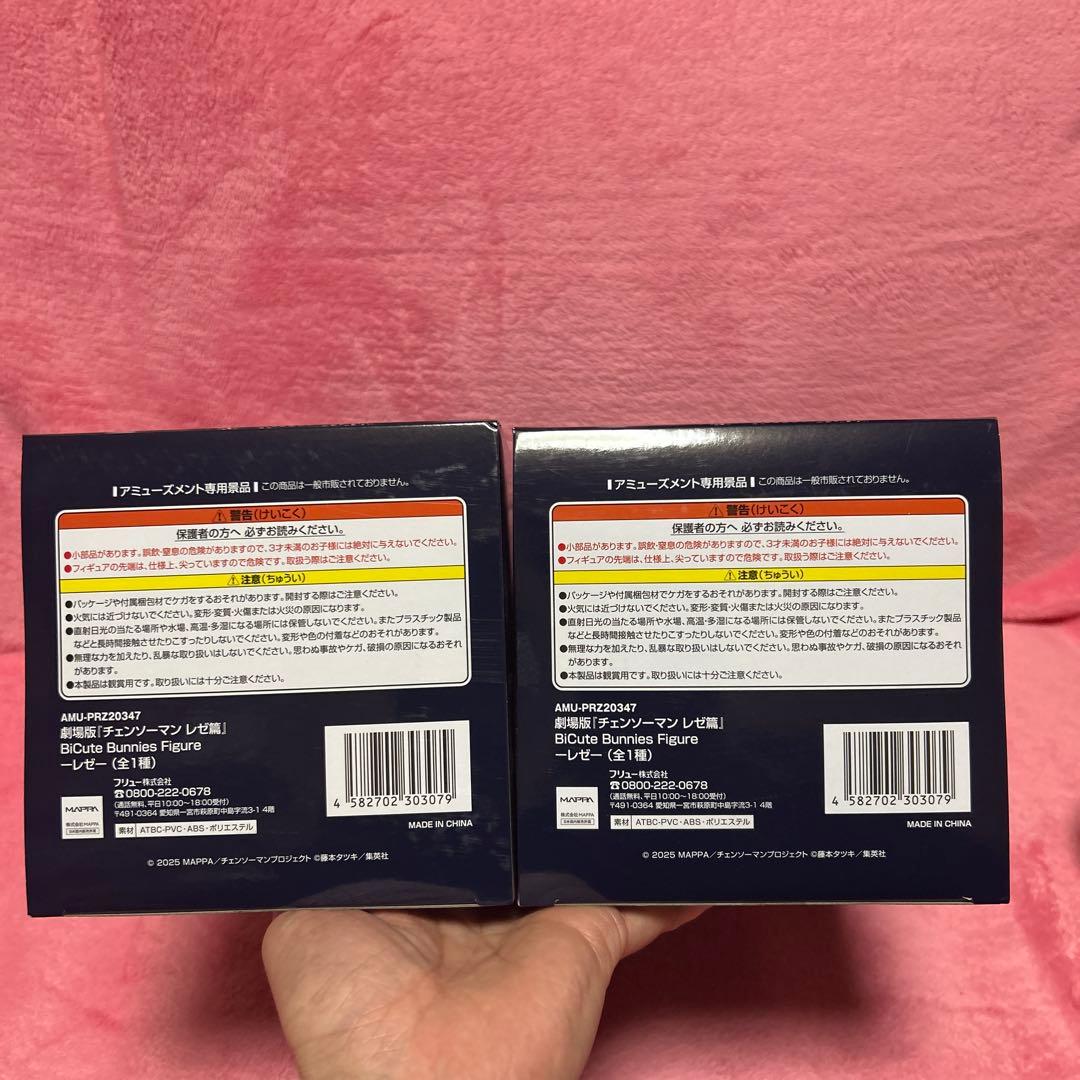 アミューズメント専用景品 この商品は一般市販されておりません。
⚠警告(けいこく)
保護者の方へ 必ずお読みください。
●小部品があります。誤飲・窒息の危険がありますので、3才未満のお子様には絶対に与えないでください。
●フィギュアの先端は、仕様上、尖っていますので危険です。取扱う際はご注意ください。
⚠注意(ちゅうい)
●パッケージや付属梱包材でケガをするおそれがあります。開封する際はご注意ください。
●火気には近づけないでください。変形・変質・火傷または火災の原因になります。
●直射日光の当たる場所や水場、高温・多湿になる場所には保管しないでください。またプラスチック製品
などと長時間接触させたりこすったりしないでください。変形や色の付着などのおそれがあります。
●無理な力を加えたり、乱暴な取り扱いはしないでください。思わぬ事故やケガ、破損の原因になるおそれ
があります。
●本製品は観賞用です。取り扱いには十分ご注意ください。
AMU-PRZ20347
劇場版『チェンソーマン レゼ篇』
BiCute Bunnies Figure
ーレゼー(全1種)
フリュー株式会社
☎0800-222-0678
(通話無料、平日10:00〜18:00受付)
〒491-0364 愛知県一宮市萩原町中島字流3-1 4階
MAPPA
株式会社MAPPA
日本国内販売許諾
素材 ATBC-PVC・ABS・ポリエステル
4 582702 303079
MADE IN CHINA
© 2025 MAPPA/チェンソーマンプロジェクト ©藤本タツキ/集英社
アミューズメント専用景品 この商品は一般市販されておりません。
⚠警告(けいこく)
保護者の方へ 必ずお読みください。
●小部品があります。誤飲・窒息の危険がありますので、3才未満のお子様には絶対に与えないでください。
●フィギュアの先端は、仕様上、尖っていますので危険です。取扱う際はご注意ください。
⚠注意(ちゅうい)
●パッケージや付属梱包材でケガをするおそれがあります。開封する際はご注意ください。
●火気には近づけないでください。変形・変質・火傷または火災の原因になります。
●直射日光の当たる場所や水場、高温・多湿になる場所には保管しないでください。またプラスチック製品
などと長時間接触させたりこすったりしないでください。変形や色の付着などのおそれがあります。
●無理な力を加えたり、乱暴な取り扱いはしないでください。思わぬ事故やケガ、破損の原因になるおそれ
があります。
●本製品は観賞用です。取り扱いには十分ご注意ください。
AMU-PRZ20347
劇場版『チェンソーマン レゼ篇』
BiCute Bunnies Figure
ーレゼー(全1種)
フリュー株式会社
☎0800-222-0678
(通話無料、平日10:00〜18:00受付)
〒491-0364 愛知県一宮市萩原町中島字流3-1 4階
MAPPA
株式会社MAPPA
日本国内販売許諾
素材 ATBC-PVC・ABS・ポリエステル
4 582702 303079
MADE IN CHINA
© 2025 MAPPA/チェンソーマンプロジェクト ©藤本タツキ/集英社